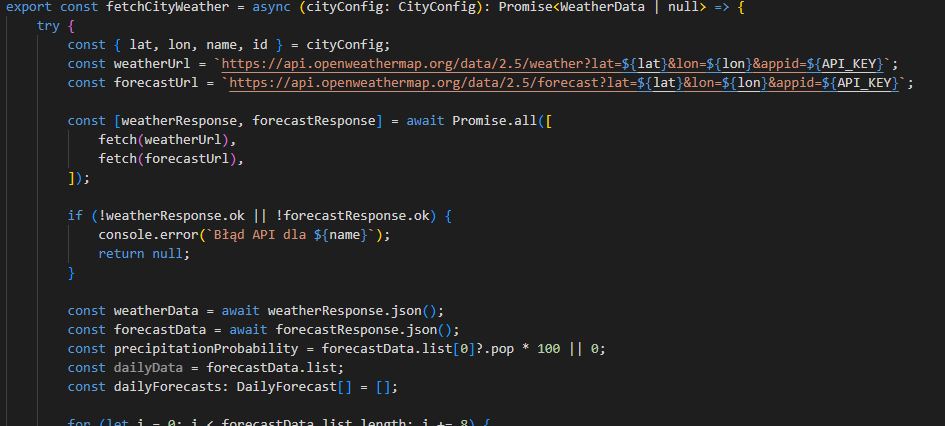 export const fetchCityWeather = async (cityConfig: CityConfig): Promise<WeatherData | null> => {
try {
const { lat, lon, name, id } = cityConfig;
const weatherUrl = `https://api.openweathermap.org/data/2.5/weather?lat=${lat}&lon=${lon}&appid=${API_KEY}`;
const forecastUrl = `https://api.openweathermap.org/data/2.5/forecast?lat=${lat}&lon=${lon}&appid=${API_KEY}`;
const [weatherResponse, forecastResponse] = await Promise.all([
fetch(weatherUrl),
fetch(forecastUrl),
]);
if (!weatherResponse.ok || !forecastResponse.ok) {
console.error(`Błąd API dla ${name}`);
return null;
}
const weatherData = await weatherResponse.json();
const forecastData = await forecastResponse.json();
const precipitationProbability = forecastData.list[0]?.pop * 100 || 0;
const dailyData = forecastData.list;
const dailyForecasts: DailyForecast[] = [];
for (let i = 0; i < forecastData.list.length; i += 8) {